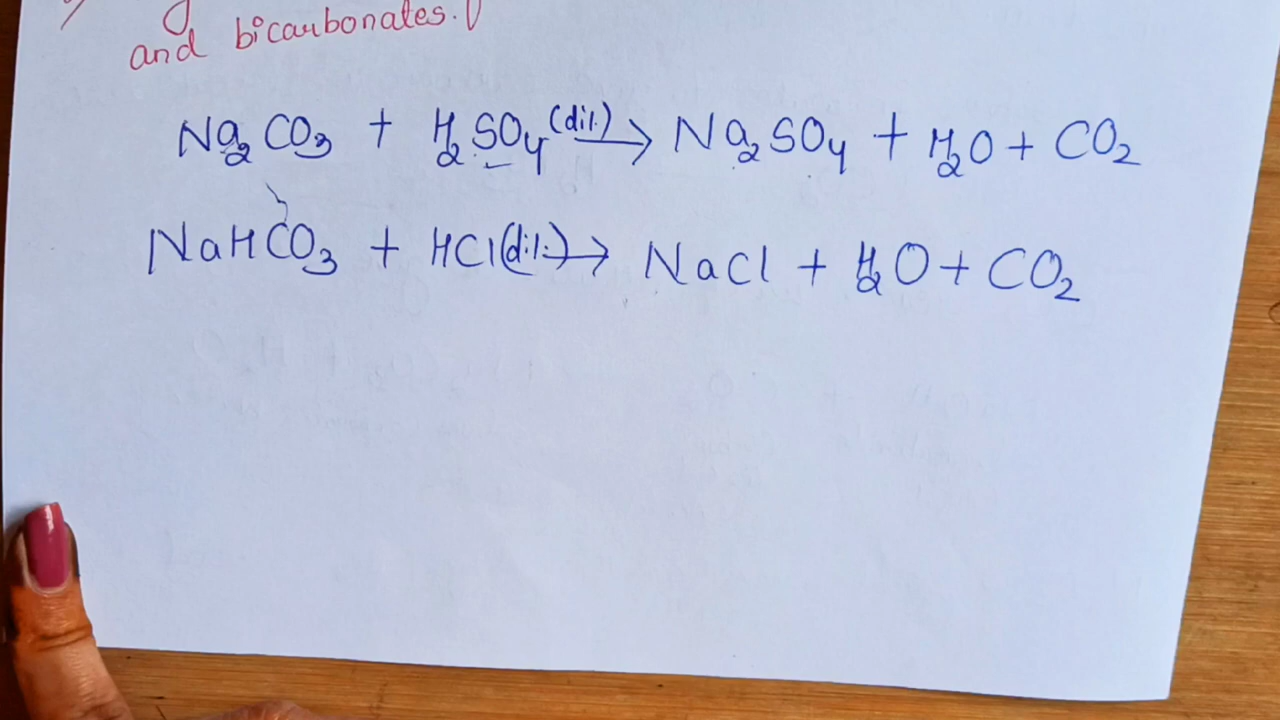 and bicarbonates.
Na₂CO₃ + H₂SO₄ (dil.) → Na₂SO₄ + H₂O + CO₂
NaHCO₃ + HCl (dil.) → NaCl + H₂O + CO₂